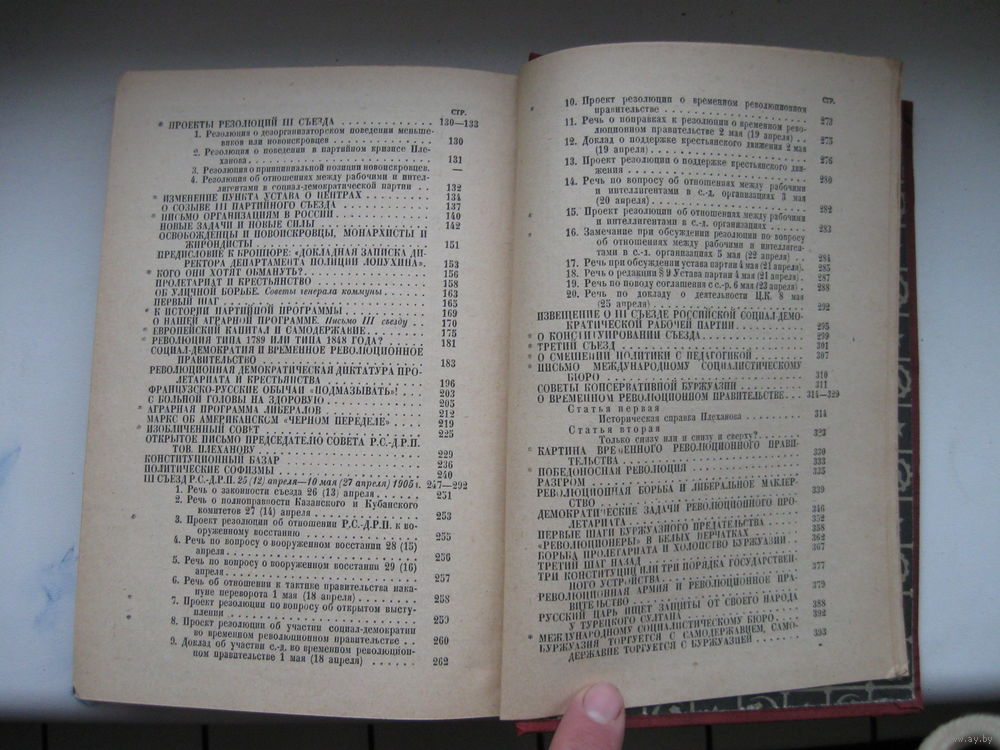 СТР.
* ПРОЕКТЫ РЕЗОЛЮЦИЙ III СЪЕЗДА . . . 130—133
1. Резолюция о дезорганизаторском поведении меньше-
виков или новоискровцев . . . 130
2. Резолюция о поведении в партийном кризисе Пле-
ханова . . . 131
3. Резолюция о принципиальной позиции новоискровцев. —
4. Резолюция об отношениях между рабочими и интел-
лигентами в социал-демократической партии . . 132
* ИЗМЕНЕНИЕ ПУНКТА УСТАВА О ЦЕНТРАХ . . . 134
О СОЗЫВЕ III ПАРТИЙНОГО СЪЕЗДА . . . 137
* ПИСЬМО ОРГАНИЗАЦИЯМ В РОССИИ . . . 140
НОВЫЕ ЗАДАЧИ И НОВЫЕ СИЛЫ . . . 142
ОСВОБОЖДЕНЦЫ И НОВОИСКРОВЦЫ, МОНАРХИСТЫ И
ЖИРОНДИСТЫ . . . 151
ПРЕДИСЛОВИЕ К БРОШЮРЕ: «ДОКЛАДНАЯ ЗАПИСКА ДИ-
РЕКТОРА ДЕПАРТАМЕНТА ПОЛИЦИИ ЛОПУХИНА». 153
* КОГО ОНИ ХОТЯТ ОБМАНУТЬ? . . . 156
ПРОЛЕТАРИАТ И КРЕСТЬЯНСТВО . . . 158
ОБ УЛИЧНОЙ БОРЬБЕ. Советы генерала коммуны . . . 163
ПЕРВЫЙ ШАГ . . . 165
* К ИСТОРИИ ПАРТИЙНОЙ ПРОГРАММЫ . . . 169
О НАШЕЙ АГРАРНОЙ ПРОГРАММЕ. Письмо III съезду . . 170
* ЕВРОПЕЙСКИЙ КАПИТАЛ И САМОДЕРЖАВИЕ . . . 175
* РЕВОЛЮЦИЯ ТИПА 1789 ИЛИ ТИПА 1848 ГОДА? . . . 181
СОЦИАЛ-ДЕМОКРАТИЯ И ВРЕМЕННОЕ РЕВОЛЮЦИОННОЕ
ПРАВИТЕЛЬСТВО . . . 183
РЕВОЛЮЦИОННАЯ ДЕМОКРАТИЧЕСКАЯ ДИКТАТУРА ПРО-
ЛЕТАРИАТА И КРЕСТЬЯНСТВА . . . 196
ФРАНЦУЗСКО-РУССКИЕ ОБЫЧАИ «ПОДМАЗЫВАТЬ»! . . . 203
С БОЛЬНОЙ ГОЛОВЫ НА ЗДОРОВУЮ . . . 205
* АГРАРНАЯ ПРОГРАММА ЛИБЕРАЛОВ . . . 212
МАРКС ОБ АМЕРИКАНСКОМ «ЧЕРНОМ ПЕРЕДЕЛЕ» . . . 219
* ИЗОБЛИЧЕННЫЙ СОВЕТ . . . 225
ОТКРЫТОЕ ПИСЬМО ПРЕДСЕДАТЕЛЮ СОВЕТА Р.С.-Д.Р.П.
ТОВ. ПЛЕХАНОВУ . . . 229
КОНСТИТУЦИОННЫЙ БАЗАР . . . 236
ПОЛИТИЧЕСКИЕ СОФИЗМЫ . . . 240
III СЪЕЗД Р.С.-Д.Р.П. 25 (12) апреля—10 мая (27 апреля) 1905 г. 247—292
1. Речь о законности съезда 26 (13) апреля . . . 251
2. Речь о полноправности Казанского и Кубанского
комитетов 27 (14) апреля . . . 253
3. Проект резолюции об отношении Р.С.-Д.Р.П. к во-
оруженному восстанию . . . 255
4. Речь по вопросу о вооруженном восстании 28 (15)
апреля . . . 256
5. Речь по вопросу о вооруженном восстании 29 (16)
апреля . . . 257
6. Речь об отношении к тактике правительства нака-
нуне переворота 1 мая (18 апреля) . . . 258
7. Проект резолюции по вопросу об открытом высту-
плении . . . 259
8. Проект резолюции об участии социал-демократии
во временном революционном правительстве . . 260
9. Доклад об участии с.-д. во временном революцион-
ном правительстве 1 мая (18 апреля) . . . 262
СТР.
10. Проект резолюции о временном революционном
правительстве . . . 273
11. Речь о поправках к резолюции о временном рево-
люционном правительстве 2 мая (19 апреля) . . . 275
12. Доклад о поддержке крестьянского движения 2 мая
(19 апреля) . . . 276
13. Проект резолюции о поддержке крестьянского дви-
жения . . . 280
14. Речь по вопросу об отношениях между рабочими
и интеллигентами в с.-д. организациях 3 мая
(20 апреля) . . . 282
15. Проект резолюции об отношениях между рабочими
и интеллигентами в с.-д. организациях . . . 283
16. Замечание при обсуждении резолюции по вопросу
об отношениях между рабочими и интеллиген-
тами в с.-д. организациях 5 мая (22 апреля) . . 284
17. Речь при обсуждении устава партии 4 мая (21 апреля). 285
18. Речь о редакции § 9 Устава партии 4 мая (21 апреля) . 287
19. Речь по поводу соглашения с с.-р. 6 мая (23 апреля) . 288
20. Речь по докладу о деятельности Ц.К. 8 мая
(25 апреля) . . . 292
ИЗВЕЩЕНИЕ О III СЪЕЗДЕ РОССИЙСКОЙ СОЦИАЛ-ДЕМО-
КРАТИЧЕСКОЙ РАБОЧЕЙ ПАРТИИ . . . 295
* О КОНСТИТУИРОВАНИИ СЪЕЗДА . . . 299
* ТРЕТИЙ СЪЕЗД . . . 301
* О СМЕШЕНИИ ПОЛИТИКИ С ПЕДАГОГИКОЙ . . . 307
* ПИСЬМО МЕЖДУНАРОДНОМУ СОЦИАЛИСТИЧЕСКОМУ
БЮРО . . . 310
СОВЕТЫ КОНСЕРВАТИВНОЙ БУРЖУАЗИИ . . . 311
О ВРЕМЕННОМ РЕВОЛЮЦИОННОМ ПРАВИТЕЛЬСТВЕ . . . 314—329
Статья первая
Историческая справка Плеханова . . . 314
Статья вторая
Только снизу или и снизу и сверху? . . . 323
* КАРТИНА ВРЕМЕННОГО РЕВОЛЮЦИОННОГО ПРАВИ-
ТЕЛЬСТВА . . . 330
* ПОБЕДОНОСНАЯ РЕВОЛЮЦИЯ . . . 333
РАЗГРОМ . . . 335
РЕВОЛЮЦИОННАЯ БОРЬБА И ЛИБЕРАЛЬНОЕ МАКЛЕР-
СТВО . . . 339
ДЕМОКРАТИЧЕСКИЕ ЗАДАЧИ РЕВОЛЮЦИОННОГО ПРО-
ЛЕТАРИАТА . . . 346
ПЕРВЫЕ ШАГИ БУРЖУАЗНОГО ПРЕДАТЕЛЬСТВА . . . 352
«РЕВОЛЮЦИОНЕРЫ» В БЕЛЫХ ПЕРЧАТКАХ . . . 358
БОРЬБА ПРОЛЕТАРИАТА И ХОЛОПСТВО БУРЖУАЗИИ . . . 362
ТРЕТИЙ ШАГ НАЗАД . . . 367
ТРИ КОНСТИТУЦИИ ИЛИ ТРИ ПОРЯДКА ГОСУДАРСТВЕН-
НОГО УСТРОЙСТВА . . . 377
РЕВОЛЮЦИОННАЯ АРМИЯ И РЕВОЛЮЦИОННОЕ ПРА-
ВИТЕЛЬСТВО . . . 379
РУССКИЙ ЦАРЬ ИЩЕТ ЗАЩИТЫ ОТ СВОЕГО НАРОДА
У ТУРЕЦКОГО СУЛТАНА . . . 388
* МЕЖДУНАРОДНОМУ СОЦИАЛИСТИЧЕСКОМУ БЮРО . . . 392
БУРЖУАЗИЯ ТОРГУЕТСЯ С САМОДЕРЖАВИЕМ, САМО-
ДЕРЖАВИЕ ТОРГУЕТСЯ С БУРЖУАЗИЕЙ . . . 393
www.ay.by